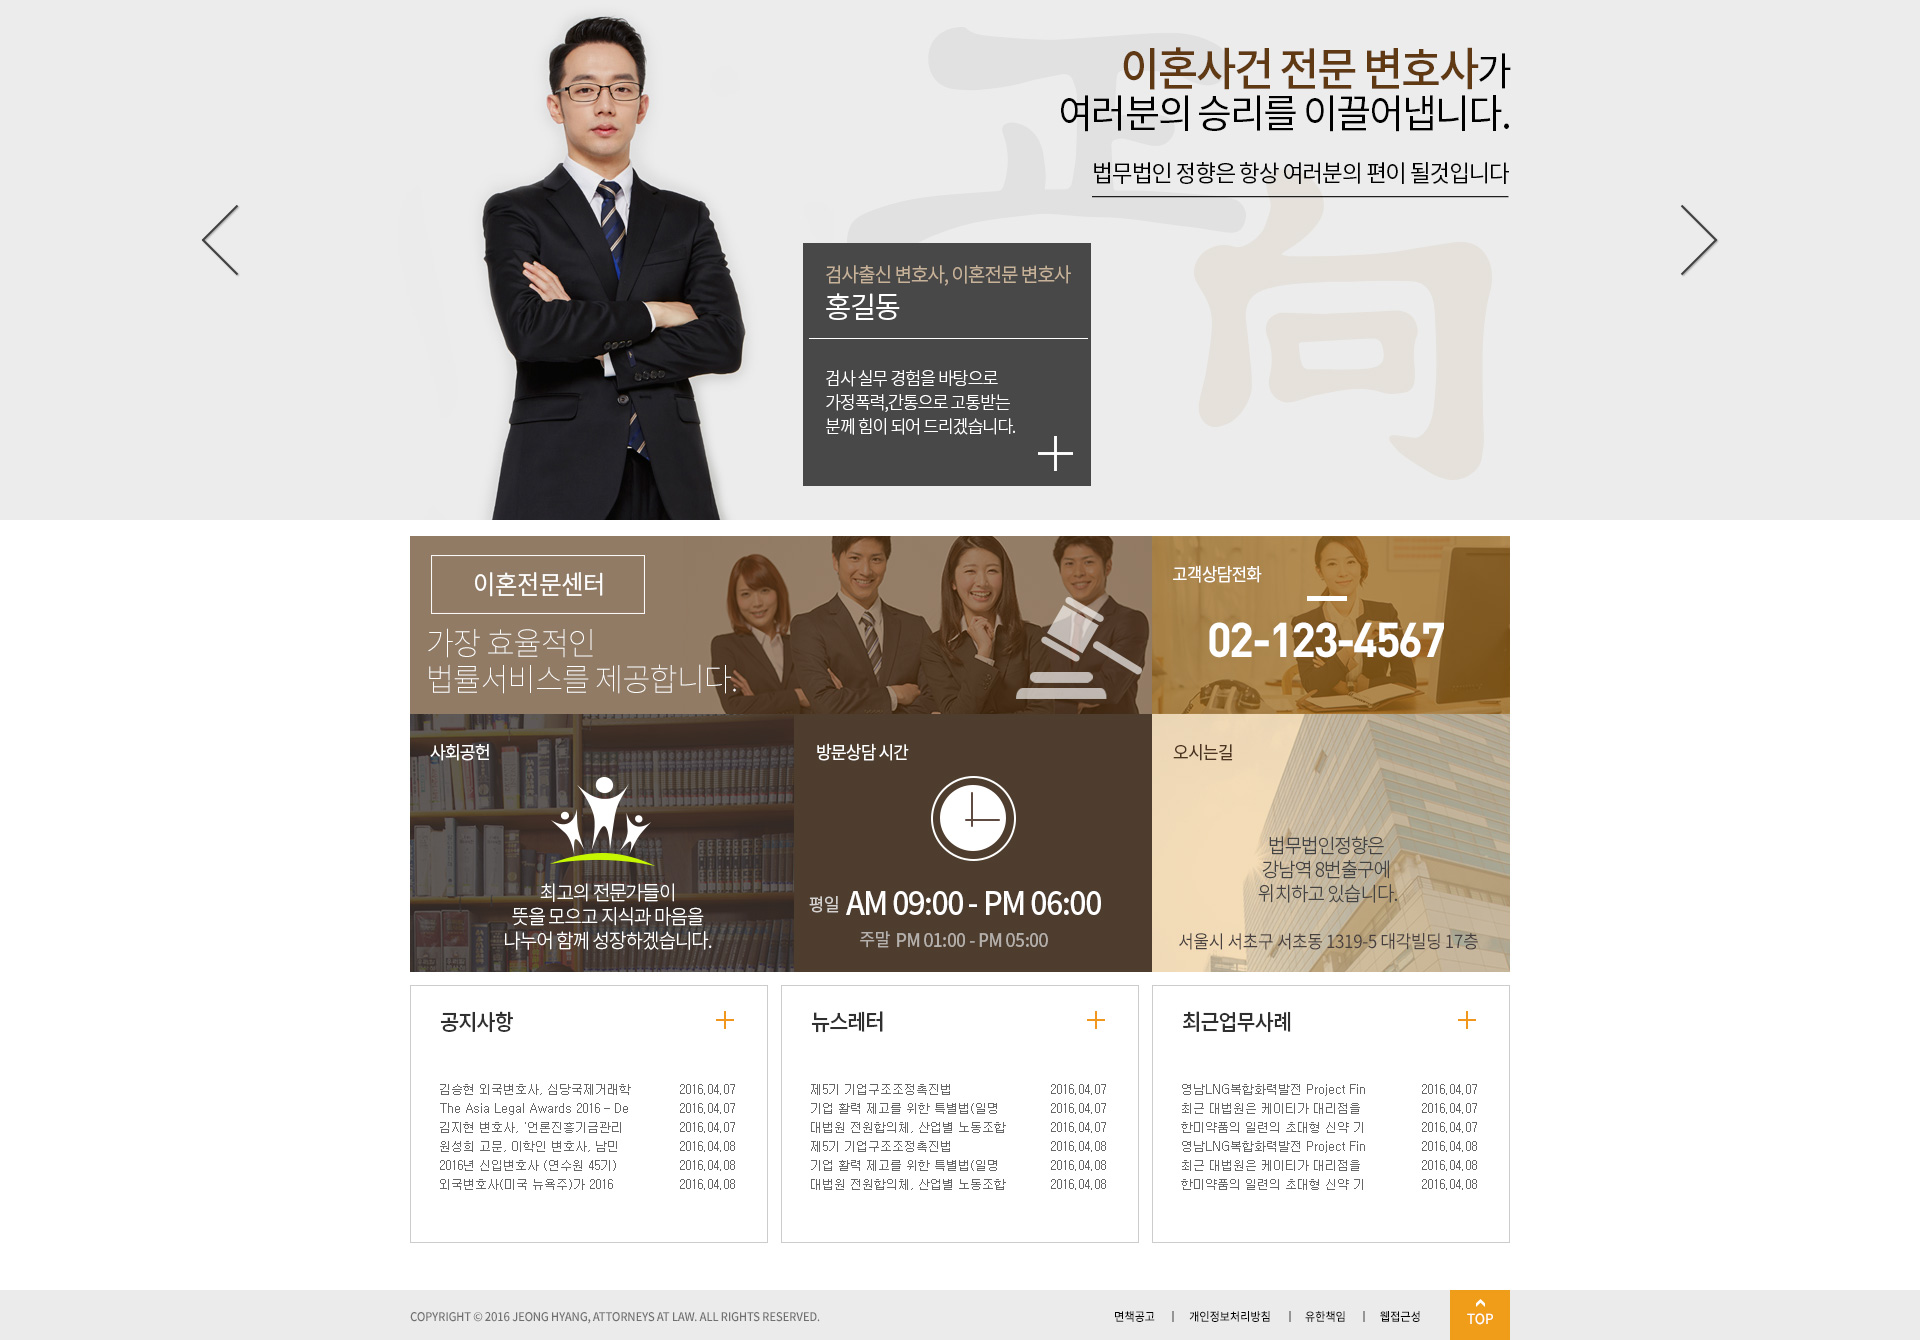 正向
이혼사건 전문 변호사가
여러분의 승리를 이끌어냅니다.
법무법인 정향은 항상 여러분의 편이 될것입니다
검사출신 변호사, 이혼전문 변호사
홍길동
검사 실무 경험을 바탕으로
가정폭력,간통으로 고통받는
분께 힘이 되어 드리겠습니다.
이혼전문센터
가장 효율적인
법률서비스를 제공합니다.
고객상담전화
02-123-4567
사회공헌
최고의 전문가들이
뜻을 모으고 지식과 마음을
나누어 함께 성장하겠습니다.
방문상담 시간
평일 AM 09:00 - PM 06:00
주말 PM 01:00 - PM 05:00
오시는길
법무법인정향은
강남역 8번출구에
위치하고 있습니다.
서울시 서초구 서초동 1319-5 대각빌딩 17층
공지사항
김승현 외국변호사, 심당국제거래학 2016.04.07
The Asia Legal Awards 2016 – De 2016.04.07
김지현 변호사, '언론진흥기금관리 2016.04.07
원성희 고문, 이학인 변호사, 남민 2016.04.08
2016년 신입변호사 (연수원 45기) 2016.04.08
외국변호사(미국 뉴욕주)가 2016 2016.04.08
뉴스레터
제5기 기업구조조정촉진법 2016.04.07
기업 활력 제고를 위한 특별법(일명 2016.04.07
대법원 전원합의체, 산업별 노동조합 2016.04.07
제5기 기업구조조정촉진법 2016.04.08
기업 활력 제고를 위한 특별법(일명 2016.04.08
대법원 전원합의체, 산업별 노동조합 2016.04.08
최근업무사례
영남LNG복합화력발전 Project Fin 2016.04.07
최근 대법원은 케이티가 대리점을 2016.04.07
한미약품의 일련의 초대형 신약 기 2016.04.07
영남LNG복합화력발전 Project Fin 2016.04.08
최근 대법원은 케이티가 대리점을 2016.04.08
한미약품의 일련의 초대형 신약 기 2016.04.08
COPYRIGHT © 2016 JEONG HYANG, ATTORNEYS AT LAW. ALL RIGHTS RESERVED.
면책공고 | 개인정보처리방침 | 유한책임 | 웹접근성
TOP